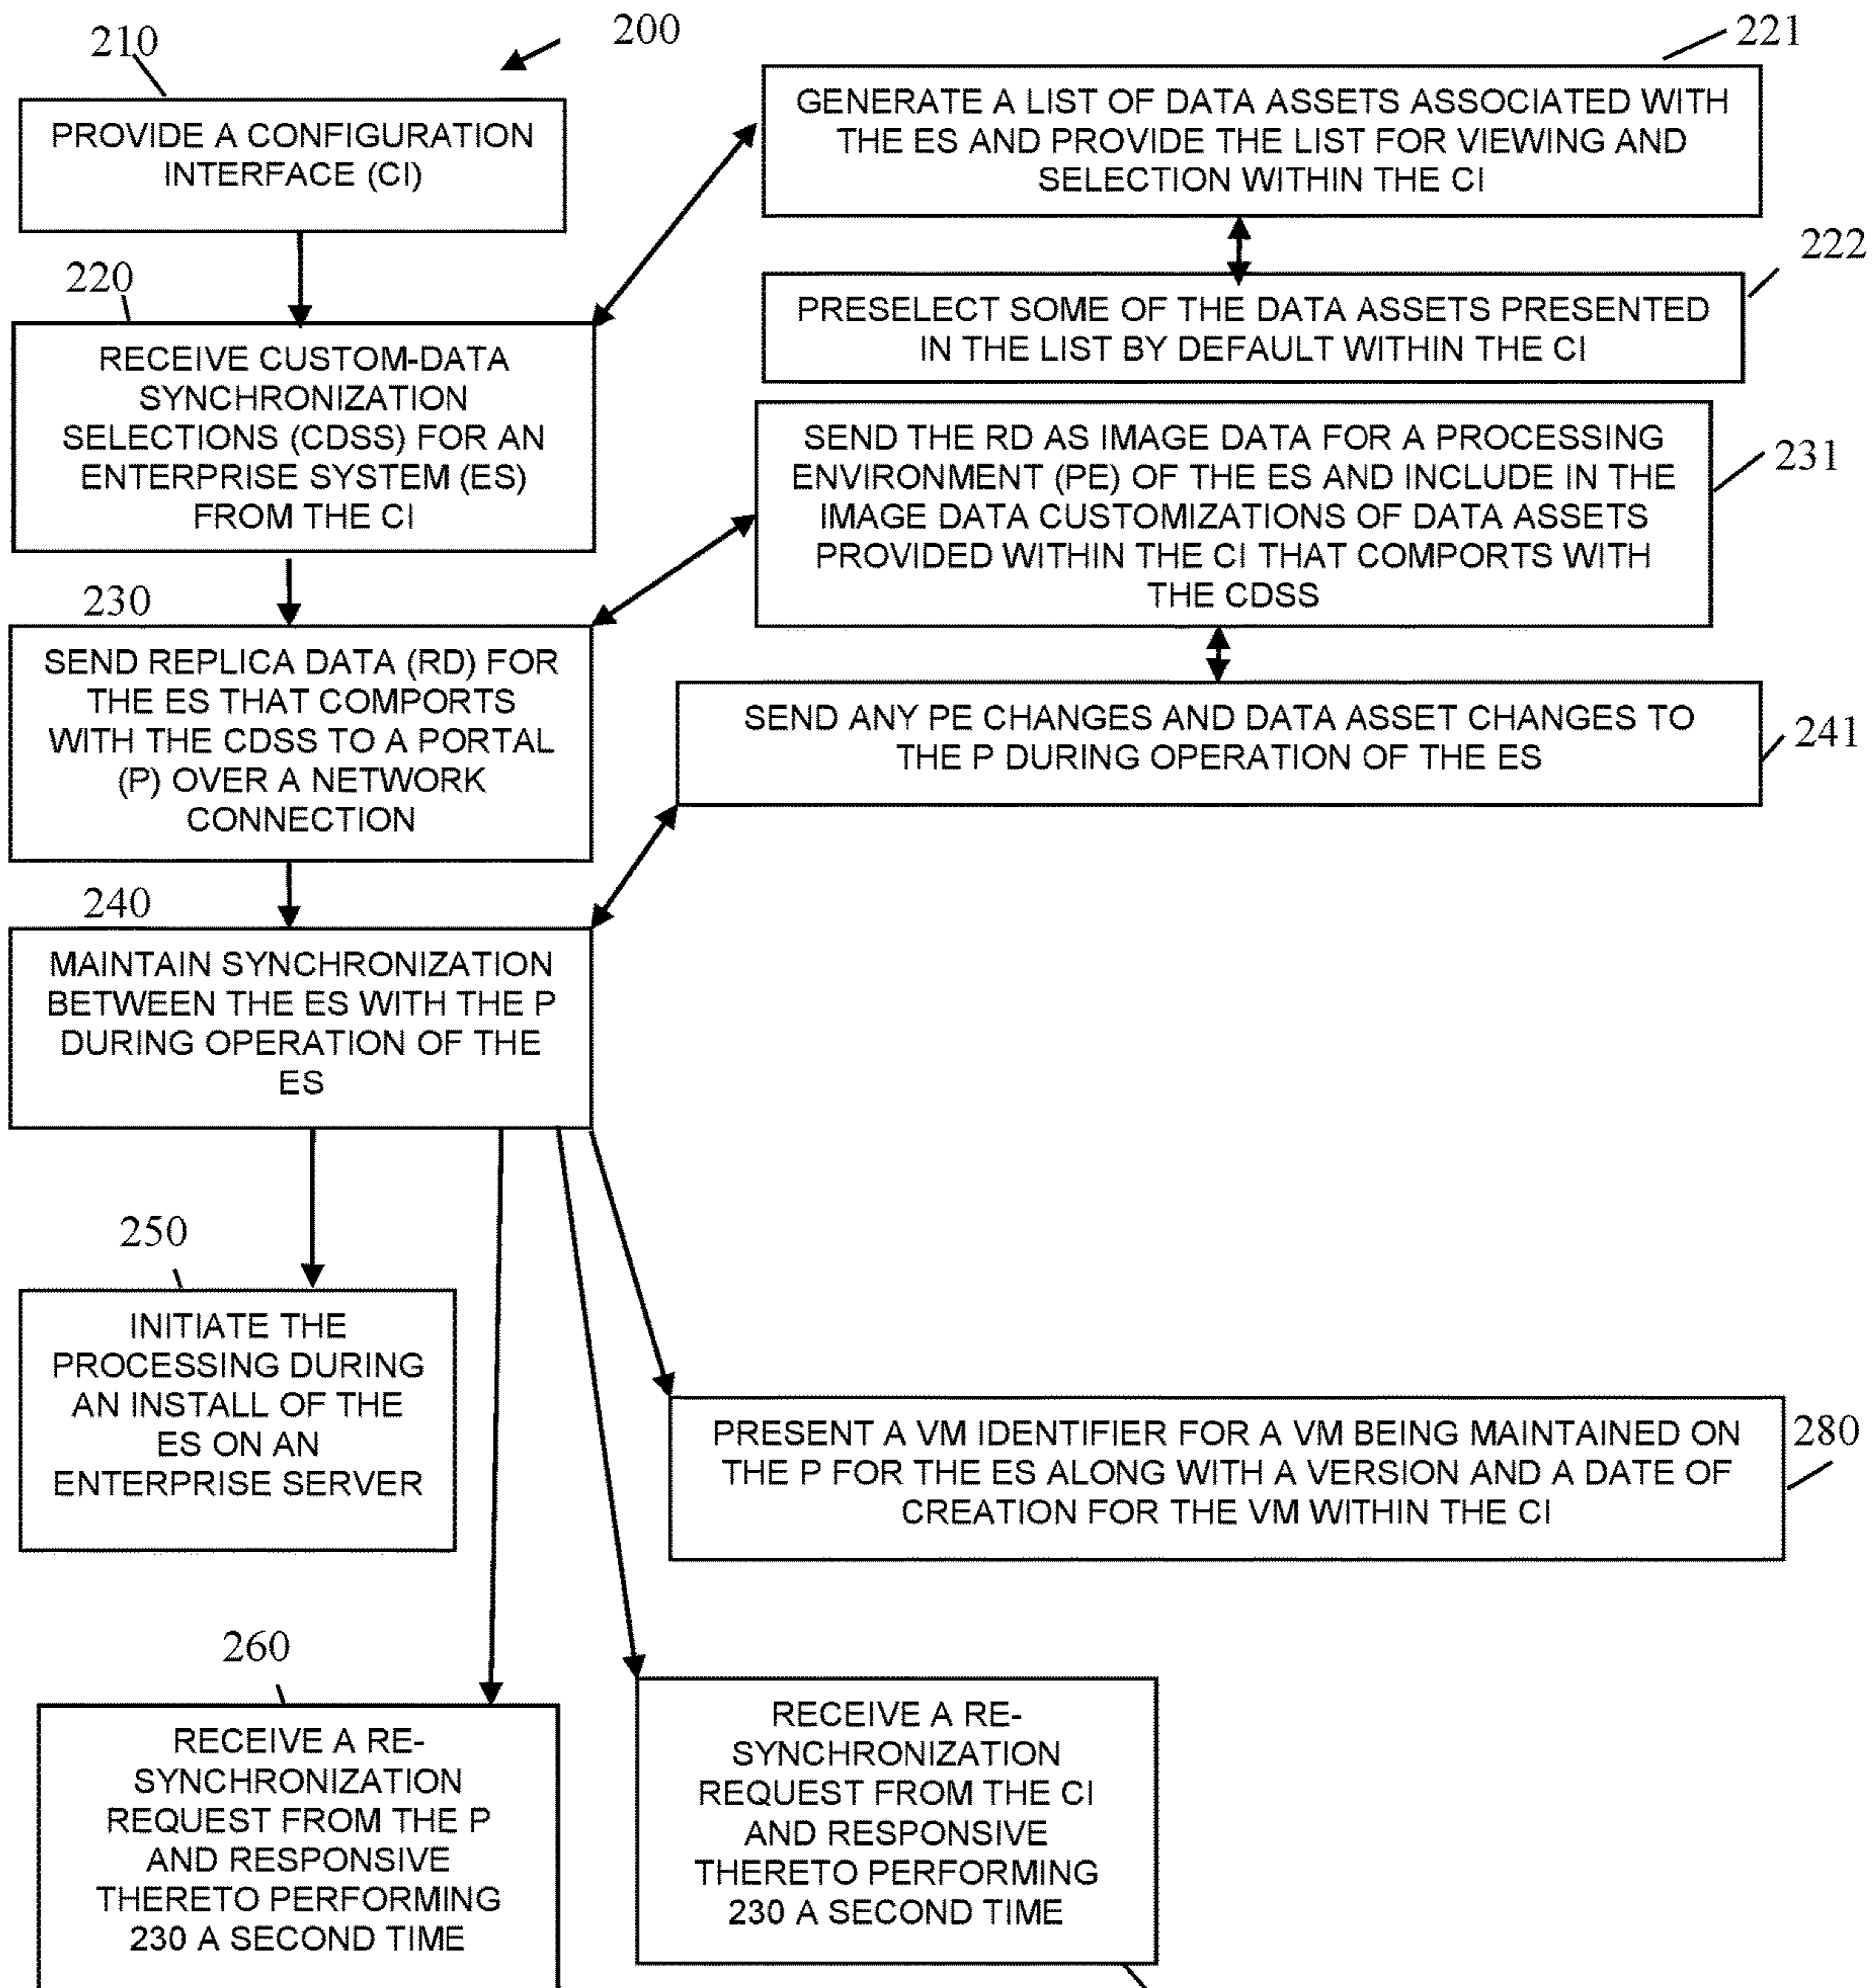 200
210
PROVIDE A CONFIGURATION
INTERFACE (CI)
221
GENERATE A LIST OF DATA ASSETS ASSOCIATED WITH
THE ES AND PROVIDE THE LIST FOR VIEWING AND
SELECTION WITHIN THE CI
222
PRESELECT SOME OF THE DATA ASSETS PRESENTED
IN THE LIST BY DEFAULT WITHIN THE CI
220
RECEIVE CUSTOM-DATA
SYNCHRONIZATION
SELECTIONS (CDSS) FOR AN
ENTERPRISE SYSTEM (ES)
FROM THE CI
231
SEND THE RD AS IMAGE DATA FOR A PROCESSING
ENVIRONMENT (PE) OF THE ES AND INCLUDE IN THE
IMAGE DATA CUSTOMIZATIONS OF DATA ASSETS
PROVIDED WITHIN THE CI THAT COMPORTS WITH
THE CDSS
230
SEND REPLICA DATA (RD) FOR
THE ES THAT COMPORTS
WITH THE CDSS TO A PORTAL
(P) OVER A NETWORK
CONNECTION
241
SEND ANY PE CHANGES AND DATA ASSET CHANGES TO
THE P DURING OPERATION OF THE ES
240
MAINTAIN SYNCHRONIZATION
BETWEEN THE ES WITH THE P
DURING OPERATION OF THE
ES
250
INITIATE THE
PROCESSING DURING
AN INSTALL OF THE
ES ON AN
ENTERPRISE SERVER
280
PRESENT A VM IDENTIFIER FOR A VM BEING MAINTAINED ON
THE P FOR THE ES ALONG WITH A VERSION AND A DATE OF
CREATION FOR THE VM WITHIN THE CI
260
RECEIVE A RE-
SYNCHRONIZATION
REQUEST FROM THE P
AND RESPONSIVE
THERETO PERFORMING
230 A SECOND TIME
RECEIVE A RE-
SYNCHRONIZATION
REQUEST FROM THE CI
AND RESPONSIVE
THERETO PERFORMING
230 A SECOND TIME